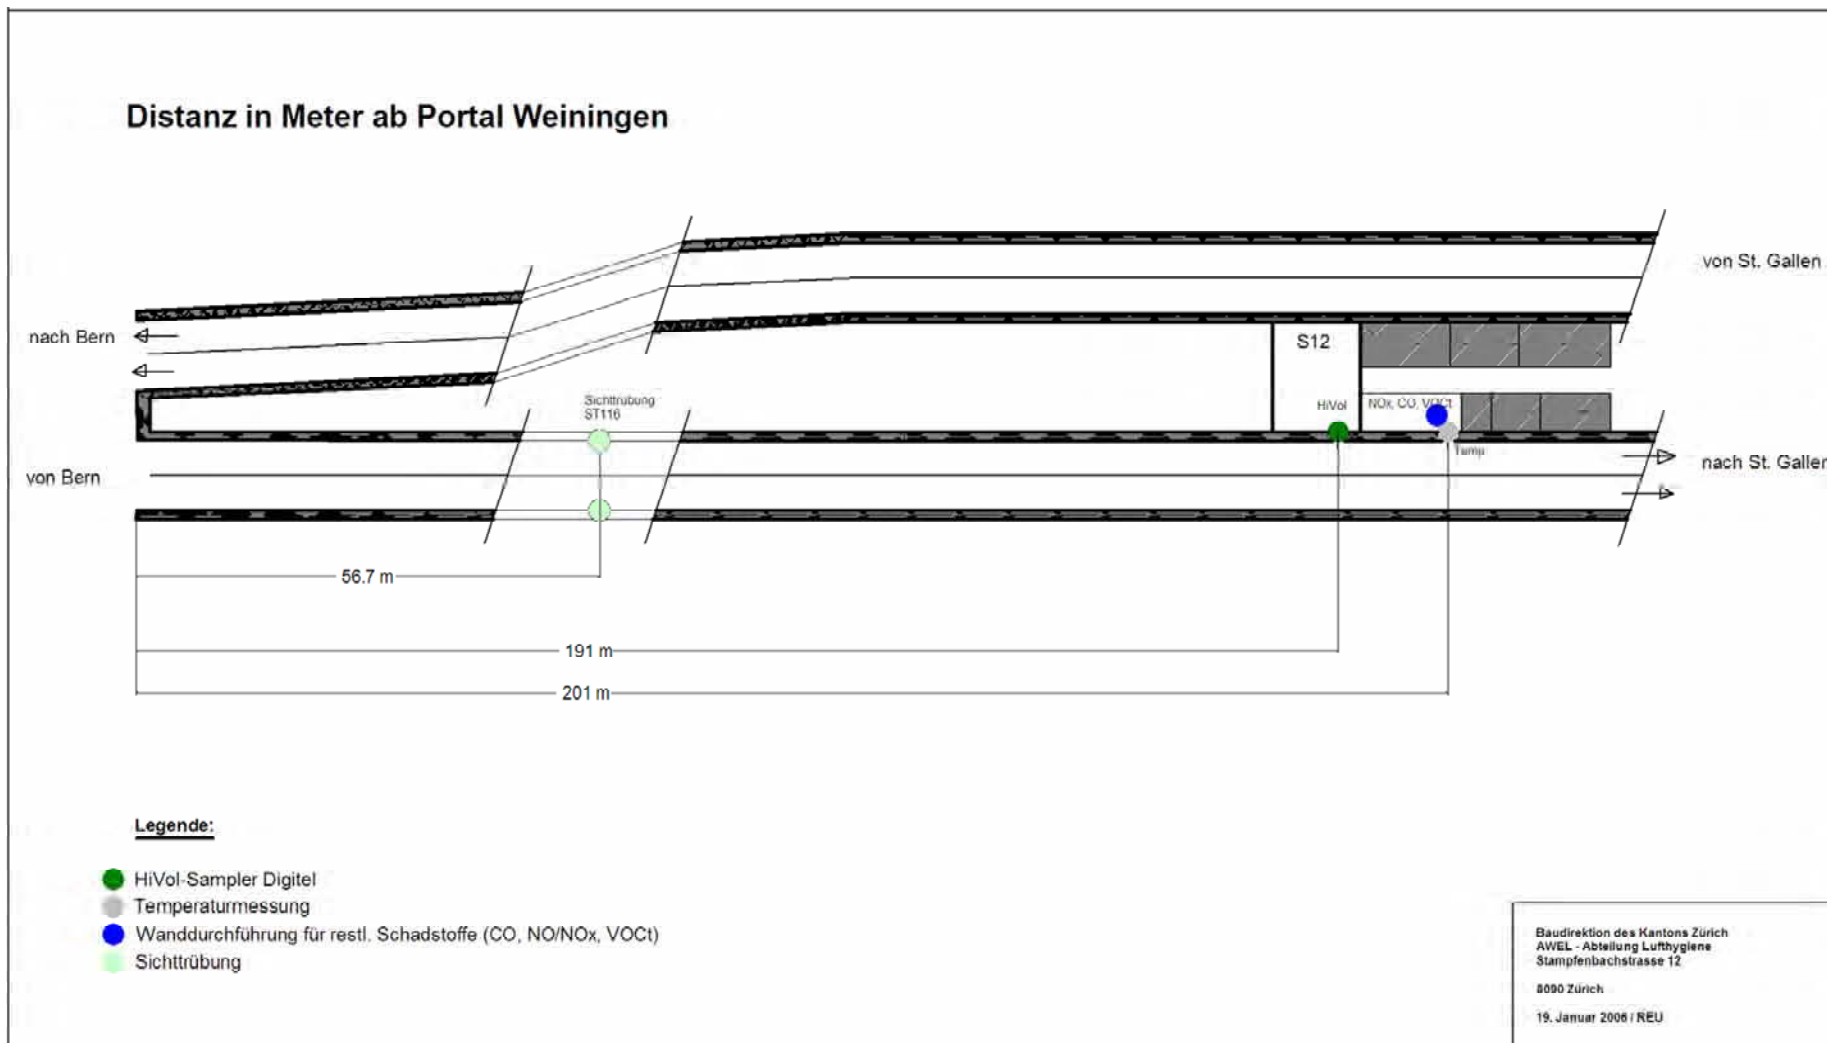 Distanz in Meter ab Portal Weiningen
von St. Gallen
nach Bern
S12
Sichttrübung
ST116
HiVol
NOx, CO, VOCt
Temp
von Bern
nach St. Gallen
56.7 m
191 m
201 m
Legende:
HiVol-Sampler Digitel
Temperaturmessung
Wanddurchführung für restl. Schadstoffe (CO, NO/NOx, VOCt)
Sichttrübung
Baudirektion des Kantons Zürich
AWEL - Abteilung Lufthygiene
Stampfenbachstrasse 12
8090 Zürich
19. Januar 2006 / REU